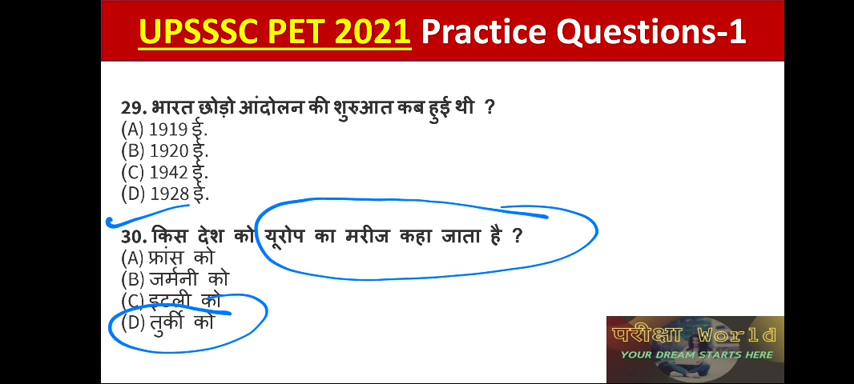 UPSSSC PET 2021 Practice Questions-1
29. भारत छोड़ो आंदोलन की शुरुआत कब हुई थी ?
(A) 1919 ई.
(B) 1920 ई.
(C) 1942 ई.
(D) 1928 ई.
30. किस देश को यूरोप का मरीज कहा जाता है ?
(A) फ्रांस को
(B) जर्मनी को
(C) इटली को
(D) तुर्की को
परीक्षा World
YOUR DREAM STARTS HERE